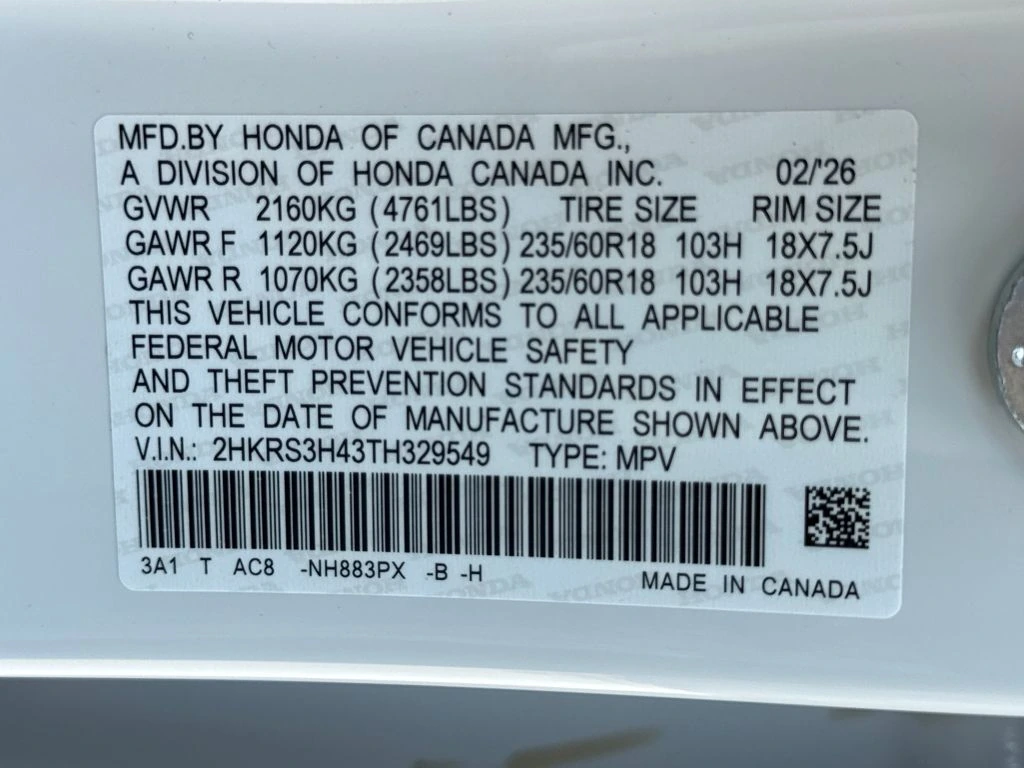 MFD.BY HONDA OF CANADA MFG.,
A DIVISION OF HONDA CANADA INC. 02/'26
GVWR 2160KG (4761LBS) TIRE SIZE RIM SIZE
GAWR F 1120KG (2469LBS) 235/60R18 103H 18X7.5J
GAWR R 1070KG (2358LBS) 235/60R18 103H 18X7.5J
THIS VEHICLE CONFORMS TO ALL APPLICABLE
FEDERAL MOTOR VEHICLE SAFETY
AND THEFT PREVENTION STANDARDS IN EFFECT
ON THE DATE OF MANUFACTURE SHOWN ABOVE.
V.I.N.: 2HKRS3H43TH329549 TYPE: MPV
3A1 T AC8 -NH883PX -B -H
MADE IN CANADA